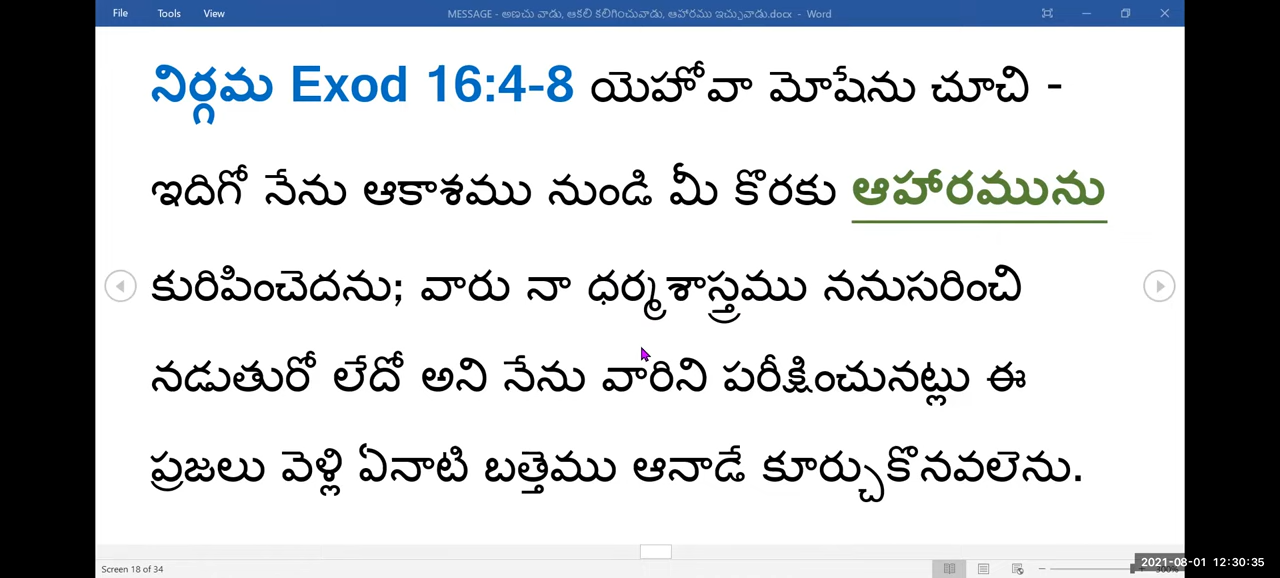 File Tools View MESSAGE - అణచు వాడు, ఆకలి కలిగించువాడు, ఆహారము ఇచ్చువాడు.docx - Word
నిర్గమ Exod 16:4-8 యెహోవా మోషేను చూచి -
ఇదిగో నేను ఆకాశము నుండి మీ కొరకు ఆహారమును
కురిపించెదను; వారు నా ధర్మశాస్త్రము ననుసరించి
నడుతురో లేదో అని నేను వారిని పరీక్షించునట్లు ఈ
ప్రజలు వెళ్లి ఏనాటి బత్తెము ఆనాడే కూర్చుకొనవలెను.
Screen 18 of 34
2021-08-01 12:30:35